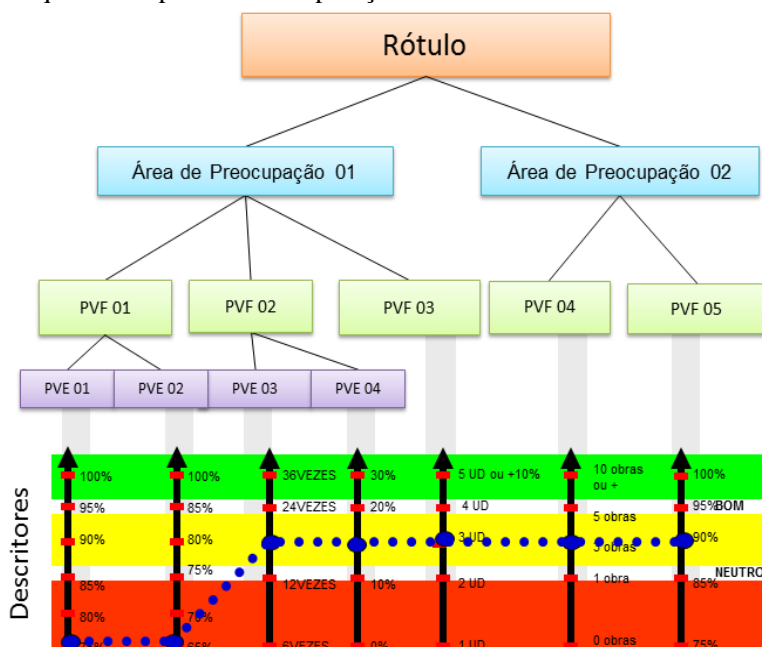 Rótulo
Área de Preocupação 01
Área de Preocupação 02
PVF 01
PVF 02
PVF 03
PVF 04
PVF 05
PVE 01
PVE 02
PVE 03
PVE 04
Descritores
100%
100%
36VEZES
30%
5 UD ou +10%
10 obras
ou +
100%
95%
85%
24VEZES
20%
4 UD
5 obras
95%
BOM
90%
80%
3 UD
3 obras
90%
85%
75%
12VEZES
10%
2 UD
1 obra
85%
NEUTRO
80%
70%
65%
6VEZES
0%
1 UD
0 obras
75%